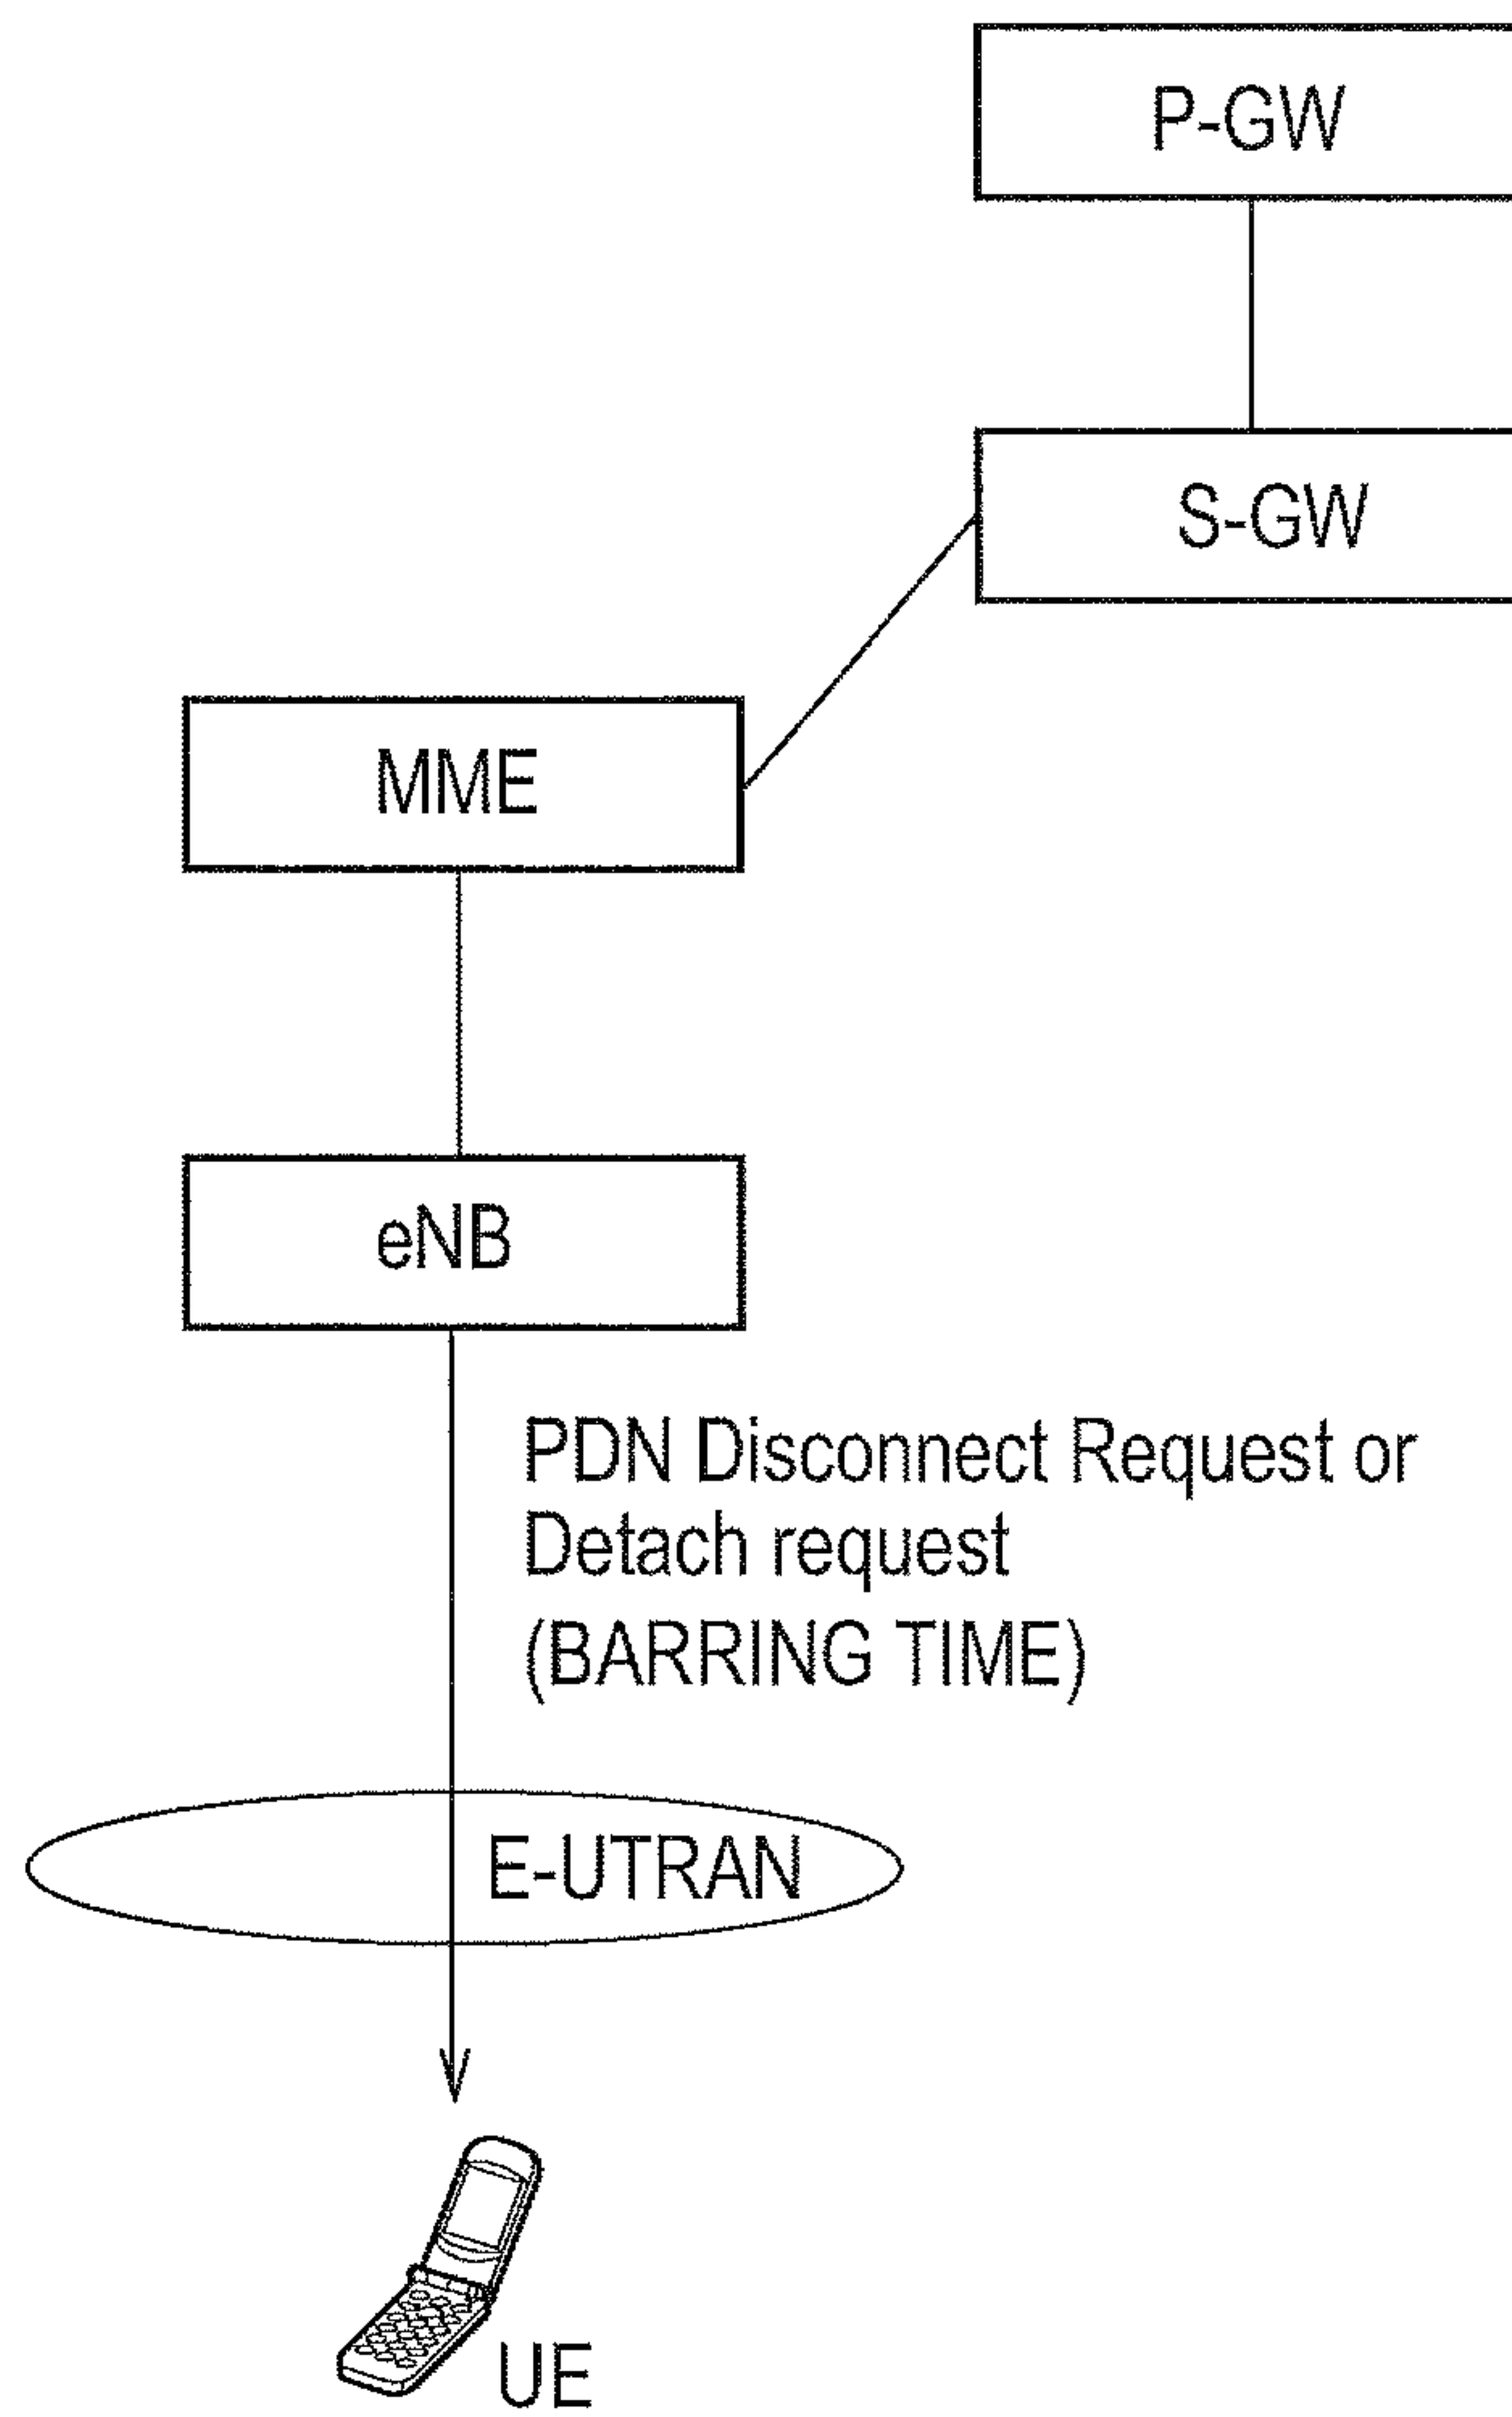 P-GW
S-GW
MME
eNB
PDN Disconnect Request or
Detach request
(BARRING TIME)
E-UTRAN
UE